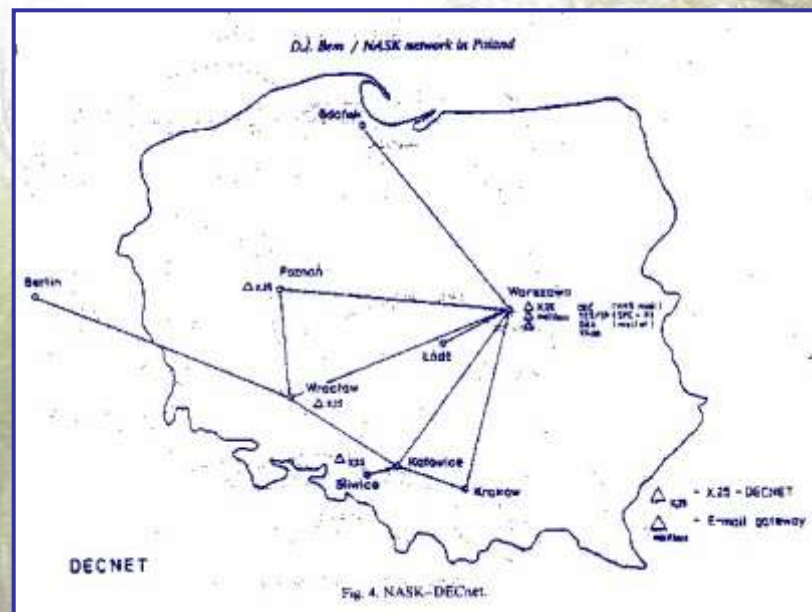 D.J. Bem / NASK network in Poland
Gdańsk
Berlin
Poznań
X.25
Warszawa
X.25
Łódź
Wrocław
X.25
X.25
Katowice
Gliwice
Kraków
X.25 - X.25 - DECNET
- E-mail gateway
DECNET
Fig. 4. NASK–DECnet.